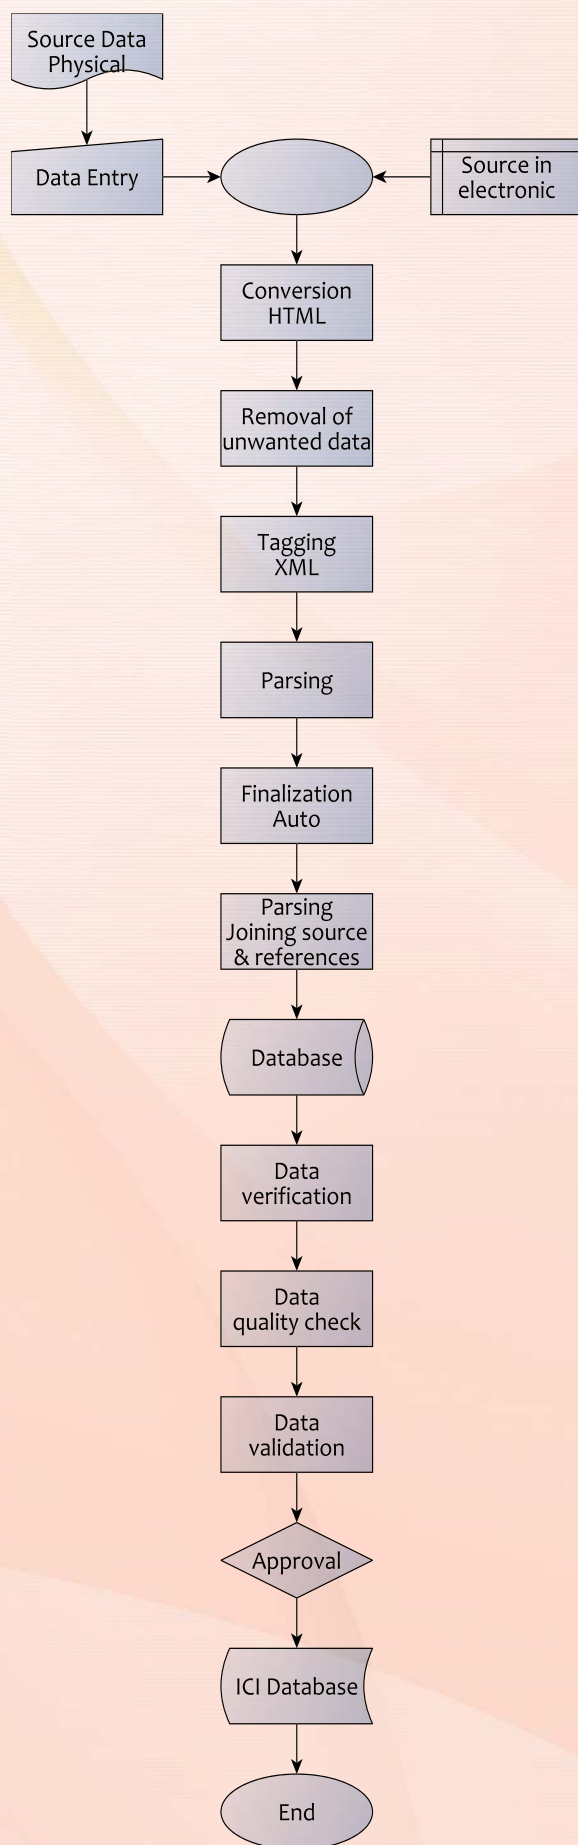 Source Data
Physical
Data Entry
Source in
electronic
Conversion
HTML
Removal of
unwanted data
Tagging
XML
Parsing
Finalization
Auto
Parsing
Joining source
& references
Database
Data
verification
Data
quality check
Data
validation
Approval
ICI Database
End